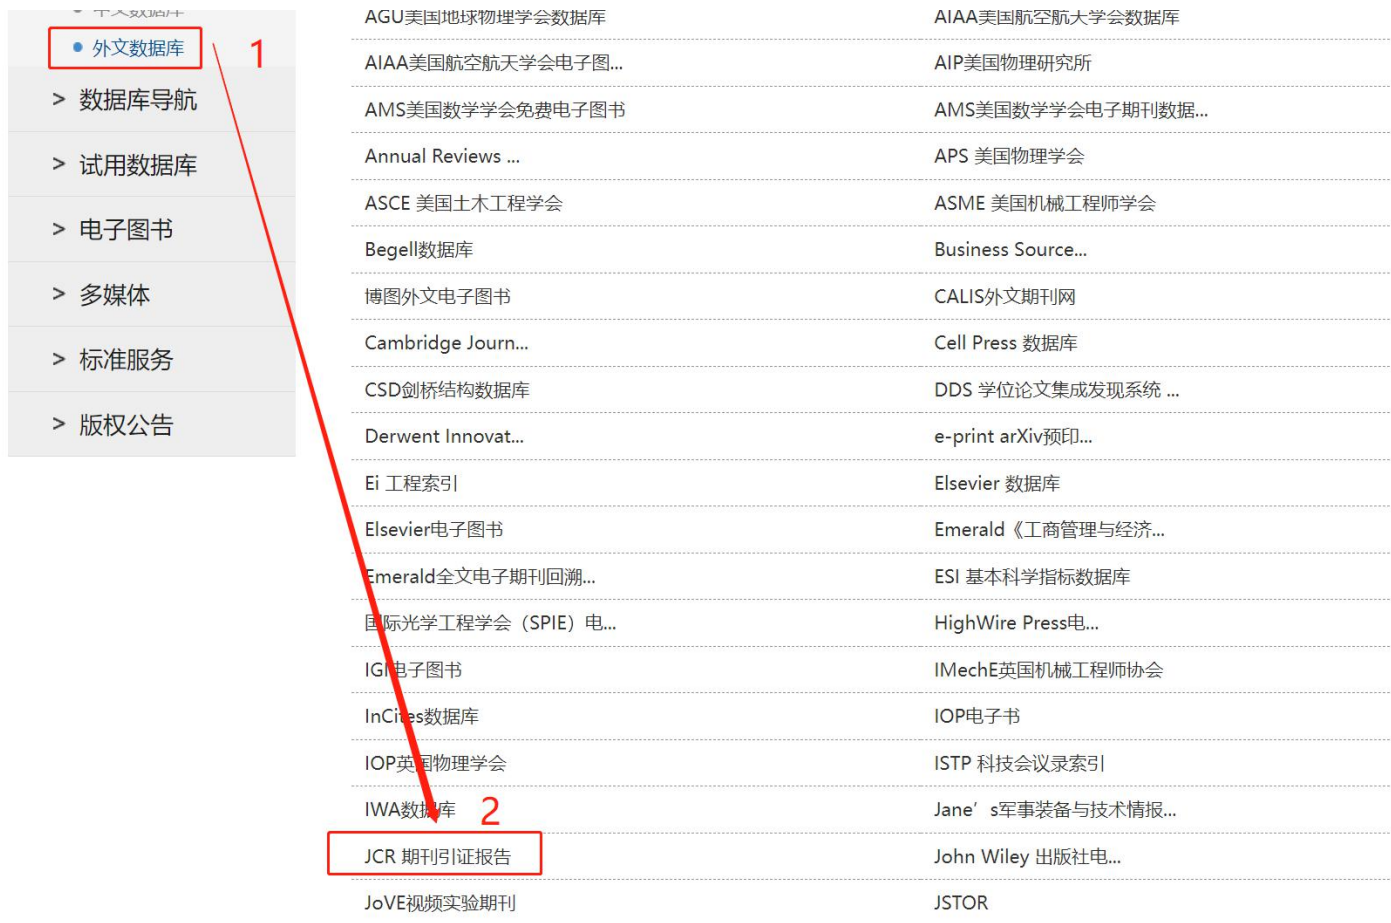 中文数据库
外文数据库
1
> 数据库导航
> 试用数据库
> 电子图书
> 多媒体
> 标准服务
> 版权公告
AGU美国地球物理学会数据库
AIAA美国航空航天学会数据库
AIAA美国航空航天学会电子图...
AIP美国物理研究所
AMS美国数学学会免费电子图书
AMS美国数学学会电子期刊数据...
Annual Reviews ...
APS 美国物理学会
ASCE 美国土木工程学会
ASME 美国机械工程师学会
Begell数据库
Business Source...
博图外文电子图书
CALIS外文期刊网
Cambridge Journ...
Cell Press 数据库
CSD剑桥结构数据库
DDS 学位论文集成发现系统 ...
Derwent Innovat...
e-print arXiv预印...
Ei 工程索引
Elsevier 数据库
Elsevier电子图书
Emerald《工商管理与经济...
Emerald全文电子期刊回溯...
ESI 基本科学指标数据库
国际光学工程学会（SPIE）电...
HighWire Press电...
IGI电子图书
IMechE英国机械工程师协会
InCites数据库
IOP电子书
IOP英国物理学会
ISTP 科技会议录索引
IWA数据库
2
Jane’s军事装备与技术情报...
JCR 期刊引证报告
John Wiley 出版社电...
JoVE视频实验期刊
JSTOR